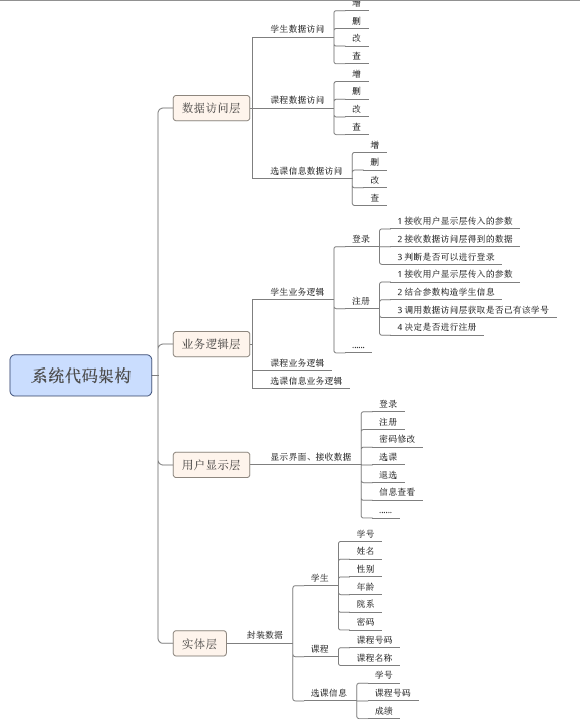 系统代码架构
数据访问层
学生数据访问
增
删
改
查
课程数据访问
增
删
改
查
选课信息数据访问
增
删
改
查
业务逻辑层
学生业务逻辑
登录
1 接收用户显示层传入的参数
2 接收数据访问层得到的数据
3 判断是否可以进行登录
注册
1 接收用户显示层传入的参数
2 结合参数构造学生信息
3 调用数据访问层获取是否已有该学号
4 决定是否进行注册
......
课程业务逻辑
选课信息业务逻辑
用户显示层
显示界面、接收数据
登录
注册
密码修改
选课
退选
信息查看
......
实体层
封装数据
学生
学号
姓名
性别
年龄
院系
密码
课程
课程号码
课程名称
选课信息
学号
课程号码
成绩